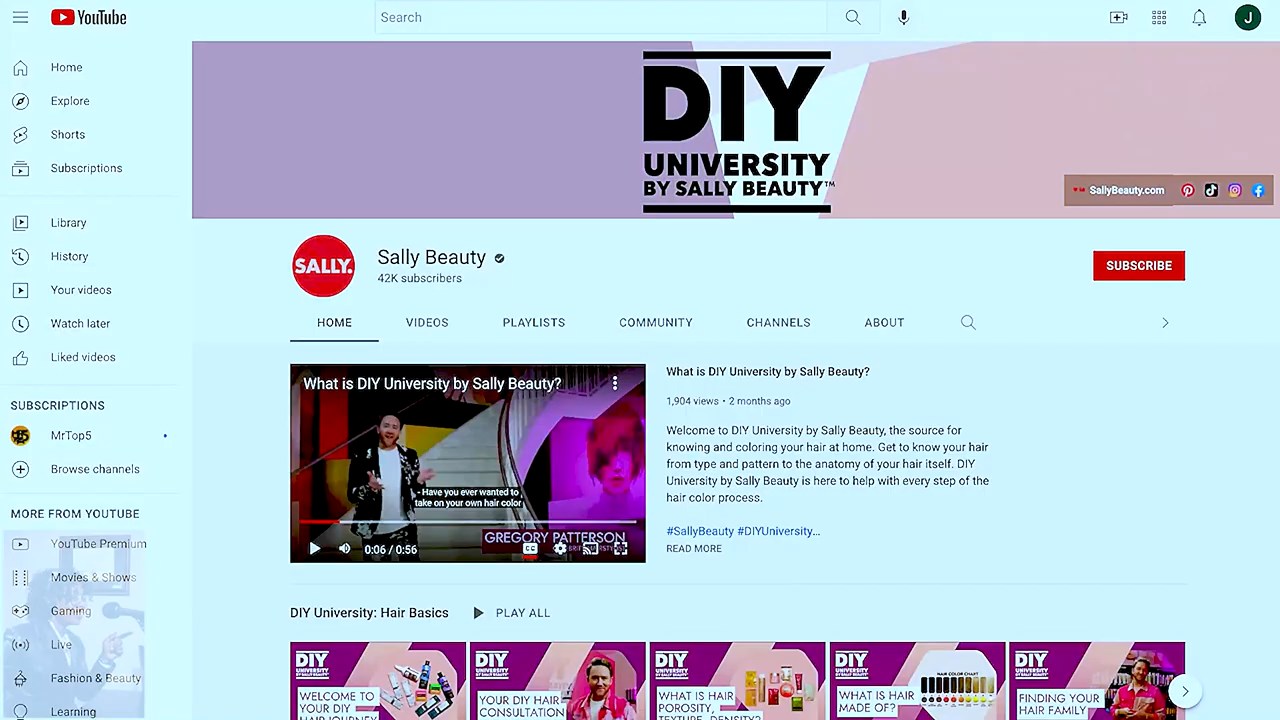 YouTube
Search
J
Home
Explore
Shorts
Subscriptions
Library
History
Your videos
Watch later
Liked videos
SUBSCRIPTIONS
MrTop5
Browse channels
MORE FROM YOUTUBE
YouTube Premium
Movies & Shows
Gaming
Live
Fashion & Beauty
Learning
DIY
UNIVERSITY
BY SALLY BEAUTY™
SallyBeauty.com
SALLY.
Sally Beauty
42K subscribers
SUBSCRIBE
HOME VIDEOS PLAYLISTS COMMUNITY CHANNELS ABOUT
What is DIY University by Sally Beauty?
- Have you ever wanted to
take on your own hair color
GREGORY PATTERSON
0:06 / 0:56
CC
What is DIY University by Sally Beauty?
1,904 views • 2 months ago
Welcome to DIY University by Sally Beauty, the source for
knowing and coloring your hair at home. Get to know your hair
from type and pattern to the anatomy of your hair itself. DIY
University by Sally Beauty is here to help with every step of the
hair color process.
#SallyBeauty #DIYUniversity...
READ MORE
DIY University: Hair Basics PLAY ALL
DIY
UNIVERSITY
WELCOME TO
YOUR DIY
HAIR JOURNEY
DIY
UNIVERSITY
YOUR DIY HAIR
CONSULTATION
DIY
UNIVERSITY
WHAT IS HAIR
POROSITY,
TEXTURE, DENSITY?
DIY
UNIVERSITY
HAIR COLOR CHART
WHAT IS HAIR
MADE OF?
DIY
UNIVERSITY
FINDING YOUR
HAIR FAMILY